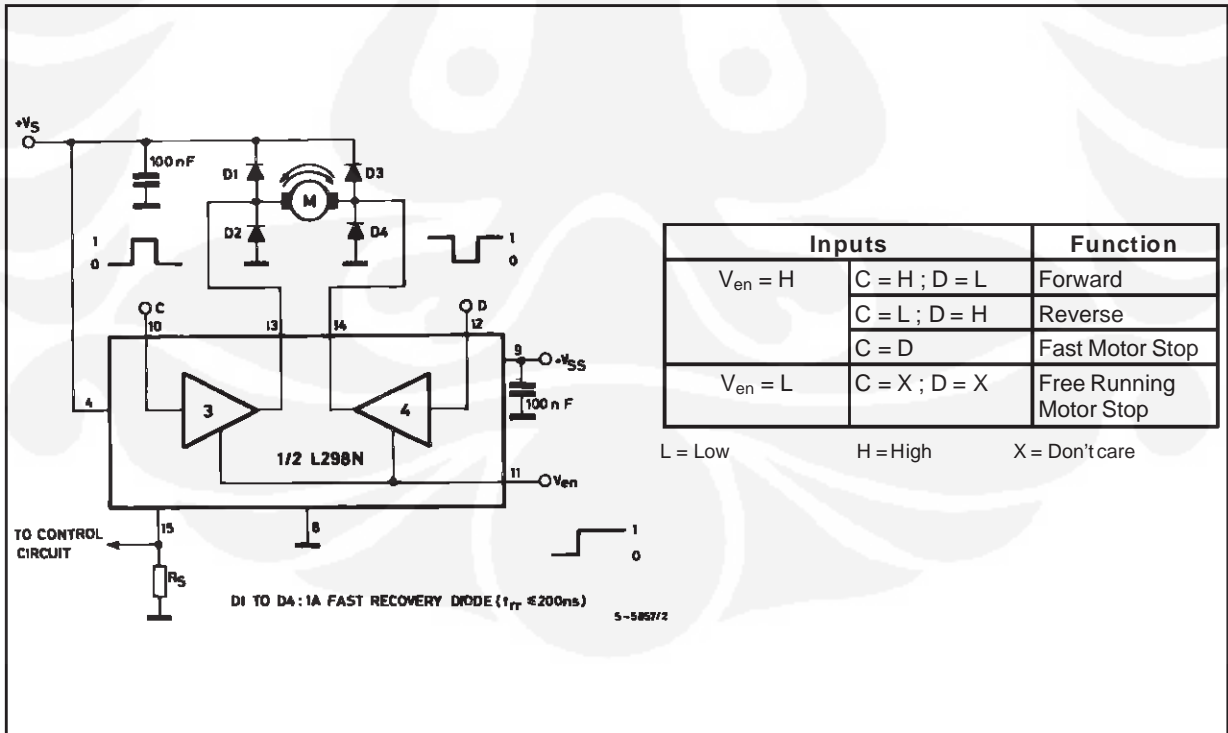 +VS
100nF
D1
D3
M
D2
D4
1
0
1
0
C
D
10
13
14
12
9
+VSS
100nF
4
3
4
1/2 L298N
11
Ven
15
8
TO CONTROL
CIRCUIT
RS
1
0
D1 TO D4 : 1A FAST RECOVERY DIODE (trr ≤ 200ns)
S-5857/2
Inputs Function
Ven = H C = H ; D = L Forward
C = L ; D = H Reverse
C = D Fast Motor Stop
Ven = L C = X ; D = X Free Running
Motor Stop
L = Low H = High X = Don't care